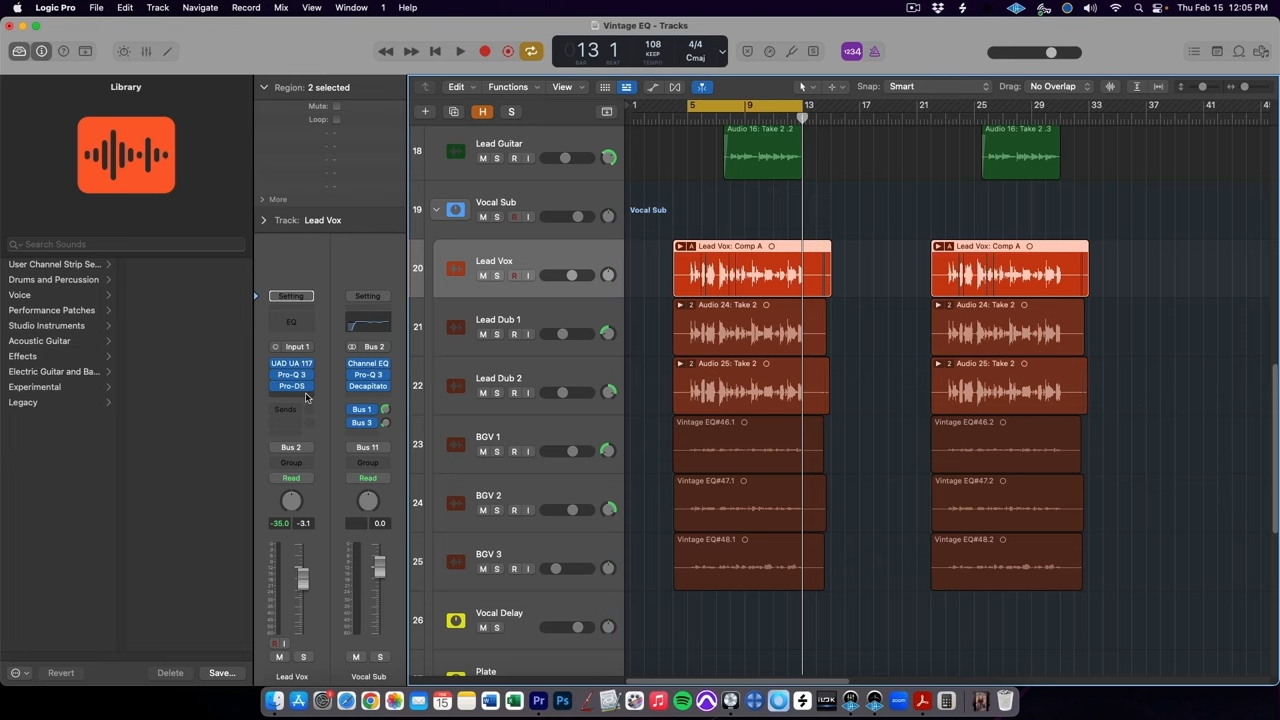 Logic Pro File Edit Track Navigate Record Mix View Window 1 Help Thu Feb 15 12:05 PM
Vintage EQ - Tracks
13 1 108 4/4
BAR BEAT KEEP TEMPO Cmaj
1234
Library
Region: 2 selected
Edit Functions View Snap: Smart Drag: No Overlap
Mute:
Loop:
More
Track: Lead Vox
H S
1 5 9 13 17 21 25 29 33 37 41
Search Sounds
User Channel Strip Se...
Drums and Percussion
Voice
Performance Patches
Studio Instruments
Acoustic Guitar
Effects
Electric Guitar and Ba...
Experimental
Legacy
Revert Delete Save...
Setting Setting
EQ
Input 1 Bus 2
UAD UA 117 Channel EQ
Pro-Q 3 Pro-Q 3
Pro-DS Decapitato
Sends Bus 1
Bus 3
Bus 2 Bus 11
Group Group
Read Read
-35.0 -3.1 0.0
R I
M S M S
Lead Vox Vocal Sub
18 Lead Guitar
M S R I
Audio 16: Take 2 .2 Audio 16: Take 2 .3
19 Vocal Sub
M S R I
Vocal Sub
20 Lead Vox
M S R I
A Lead Vox: Comp A A Lead Vox: Comp A
21 Lead Dub 1
M S R I
2 Audio 24: Take 2 2 Audio 24: Take 2
22 Lead Dub 2
M S R I
2 Audio 25: Take 2 2 Audio 25: Take 2
23 BGV 1
M S R I
Vintage EQ#46.1 Vintage EQ#46.2
24 BGV 2
M S R I
Vintage EQ#47.1 Vintage EQ#47.2
25 BGV 3
M S R I
Vintage EQ#48.1 Vintage EQ#48.2
26 Vocal Delay
M S
Plate
FEB 15 zoom iLOK